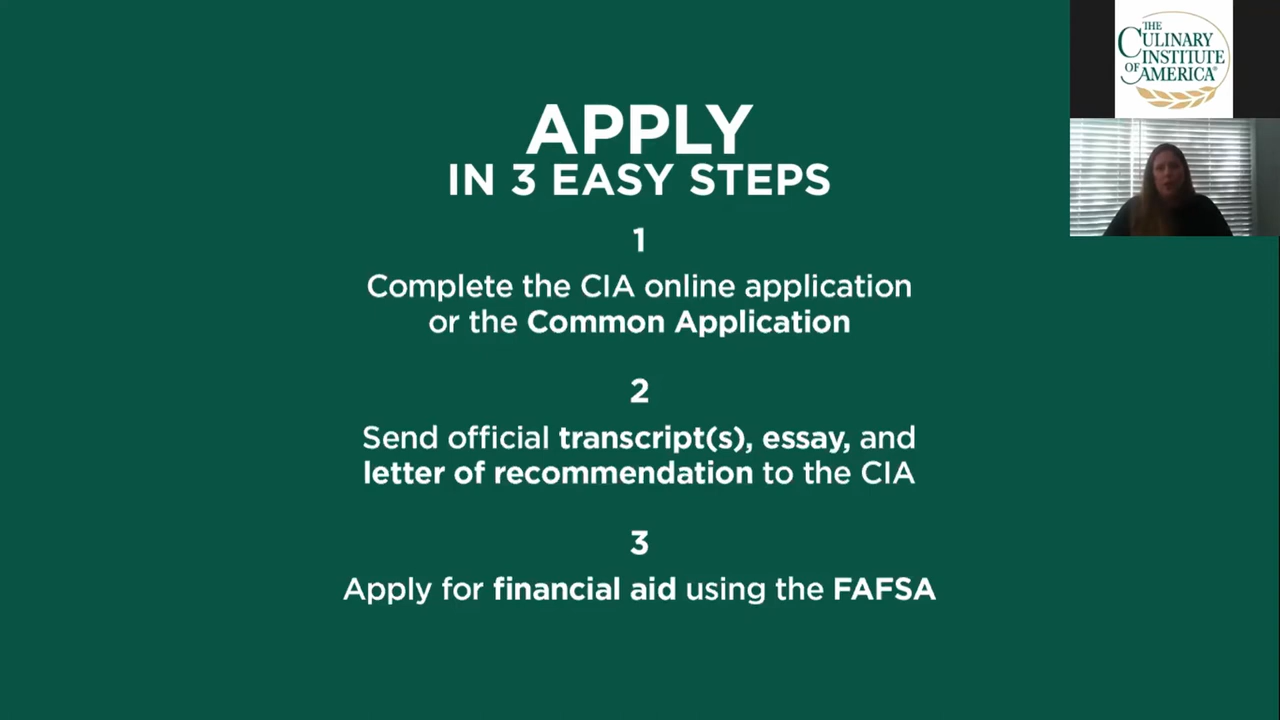 APPLY
IN 3 EASY STEPS
1
Complete the CIA online application
or the Common Application
2
Send official transcript(s), essay, and
letter of recommendation to the CIA
3
Apply for financial aid using the FAFSA
THE
CULINARY
INSTITUTE
OF AMERICA®